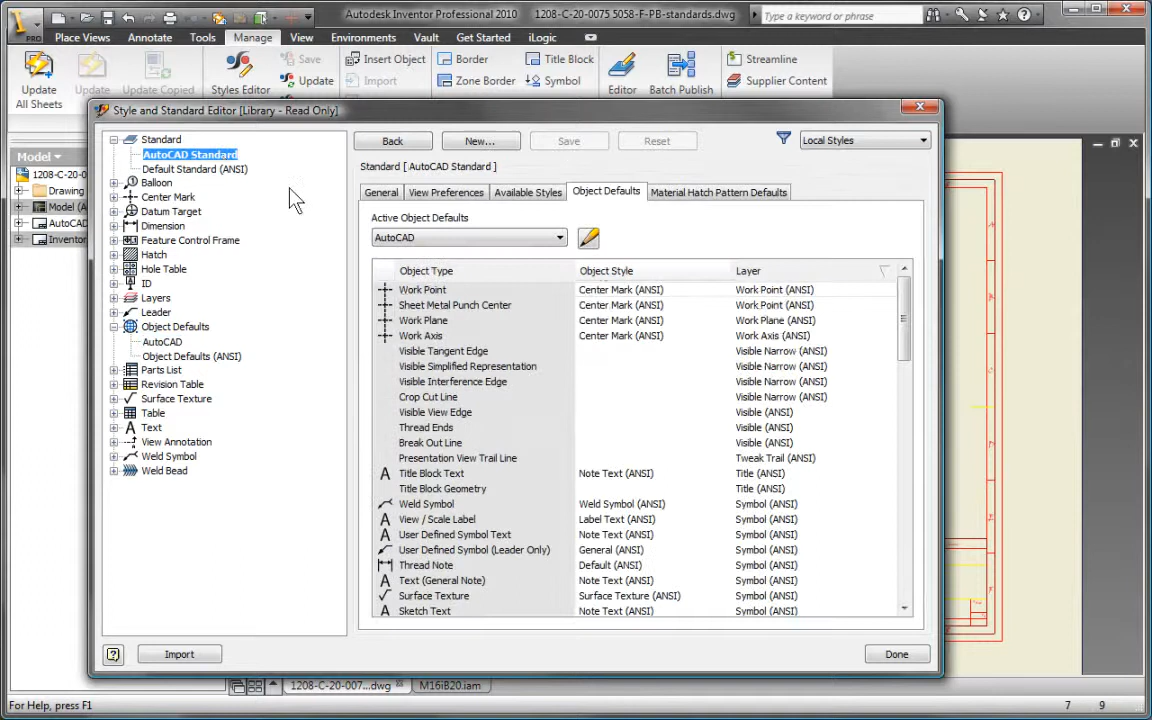 Autodesk Inventor Professional 2010 1208-C-20-0075 5058-F-PB-standards.dwg
Type a keyword or phrase
PRO
Place Views Annotate Tools Manage View Environments Vault Get Started iLogic
Update All Sheets
Update
Update Copied
Styles Editor
Save
Update
Insert Object
Import
Border
Zone Border
Title Block
Symbol
Editor
Batch Publish
Streamline
Supplier Content
Style and Standard Editor [Library - Read Only]
Model
1208-C-20-0
Drawing
Model (A
AutoCAD
Inventor
Standard
AutoCAD Standard
Default Standard (ANSI)
Balloon
Center Mark
Datum Target
Dimension
Feature Control Frame
Hatch
Hole Table
ID
Layers
Leader
Object Defaults
AutoCAD
Object Defaults (ANSI)
Parts List
Revision Table
Surface Texture
Table
Text
View Annotation
Weld Symbol
Weld Bead
Back New... Save Reset Local Styles
Standard [ AutoCAD Standard ]
General View Preferences Available Styles Object Defaults Material Hatch Pattern Defaults
Active Object Defaults
AutoCAD
Object Type Object Style Layer
Work Point Center Mark (ANSI) Work Point (ANSI)
Sheet Metal Punch Center Center Mark (ANSI) Work Point (ANSI)
Work Plane Center Mark (ANSI) Work Plane (ANSI)
Work Axis Center Mark (ANSI) Work Axis (ANSI)
Visible Tangent Edge Visible Narrow (ANSI)
Visible Simplified Representation Visible Narrow (ANSI)
Visible Interference Edge Visible Narrow (ANSI)
Crop Cut Line Visible Narrow (ANSI)
Visible View Edge Visible (ANSI)
Thread Ends Visible (ANSI)
Break Out Line Visible (ANSI)
Presentation View Trail Line Tweak Trail (ANSI)
Title Block Text Note Text (ANSI) Title (ANSI)
Title Block Geometry Title (ANSI)
Weld Symbol Weld Symbol (ANSI) Symbol (ANSI)
View / Scale Label Label Text (ANSI) Symbol (ANSI)
User Defined Symbol Text Note Text (ANSI) Symbol (ANSI)
User Defined Symbol (Leader Only) General (ANSI) Symbol (ANSI)
Thread Note Default (ANSI) Symbol (ANSI)
Text (General Note) Note Text (ANSI) Symbol (ANSI)
Surface Texture Surface Texture (ANSI) Symbol (ANSI)
Sketch Text Note Text (ANSI) Symbol (ANSI)
Import Done
1208-C-20-007...dwg M16iB20.iam
For Help, press F1 7 9